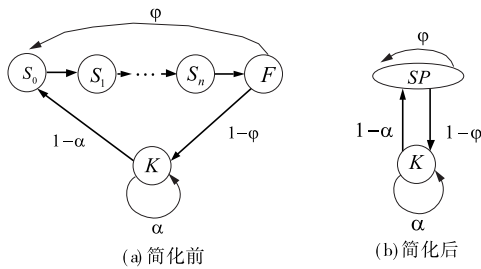 φ
S₀ S₁ … Sₙ F
1-α 1-φ
K
α
(a) 简化前
φ
SP
1-α 1-φ
K
α
(b) 简化后